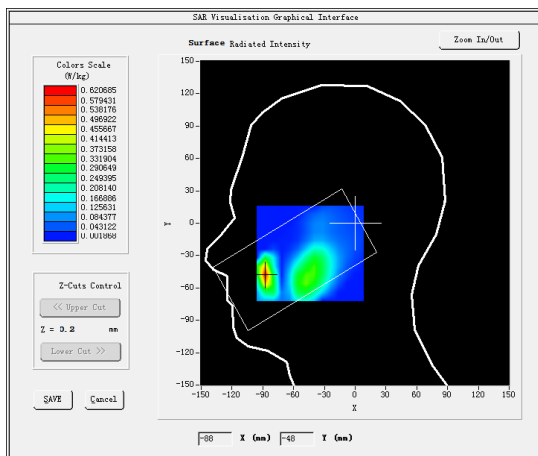 SAR Visualisation Graphical Interface
Surface Radiated Intensity
Zoom In/Out
Colors Scale
(W/kg)
0.620685
0.579431
0.538176
0.496922
0.455667
0.414413
0.373158
0.331904
0.290649
0.249395
0.208140
0.166886
0.125631
0.084377
0.043122
0.001868
Z-Cuts Control
<< Upper Cut
Z = 0.2 mm
Lower Cut >>
SAVE
Cancel
150
120
90
60
30
0
-30
-60
-90
-120
-150
Y
-150 -120 -90 -60 -30 0 30 60 90 120 150
X
-88 X (mm) -48 Y (mm)